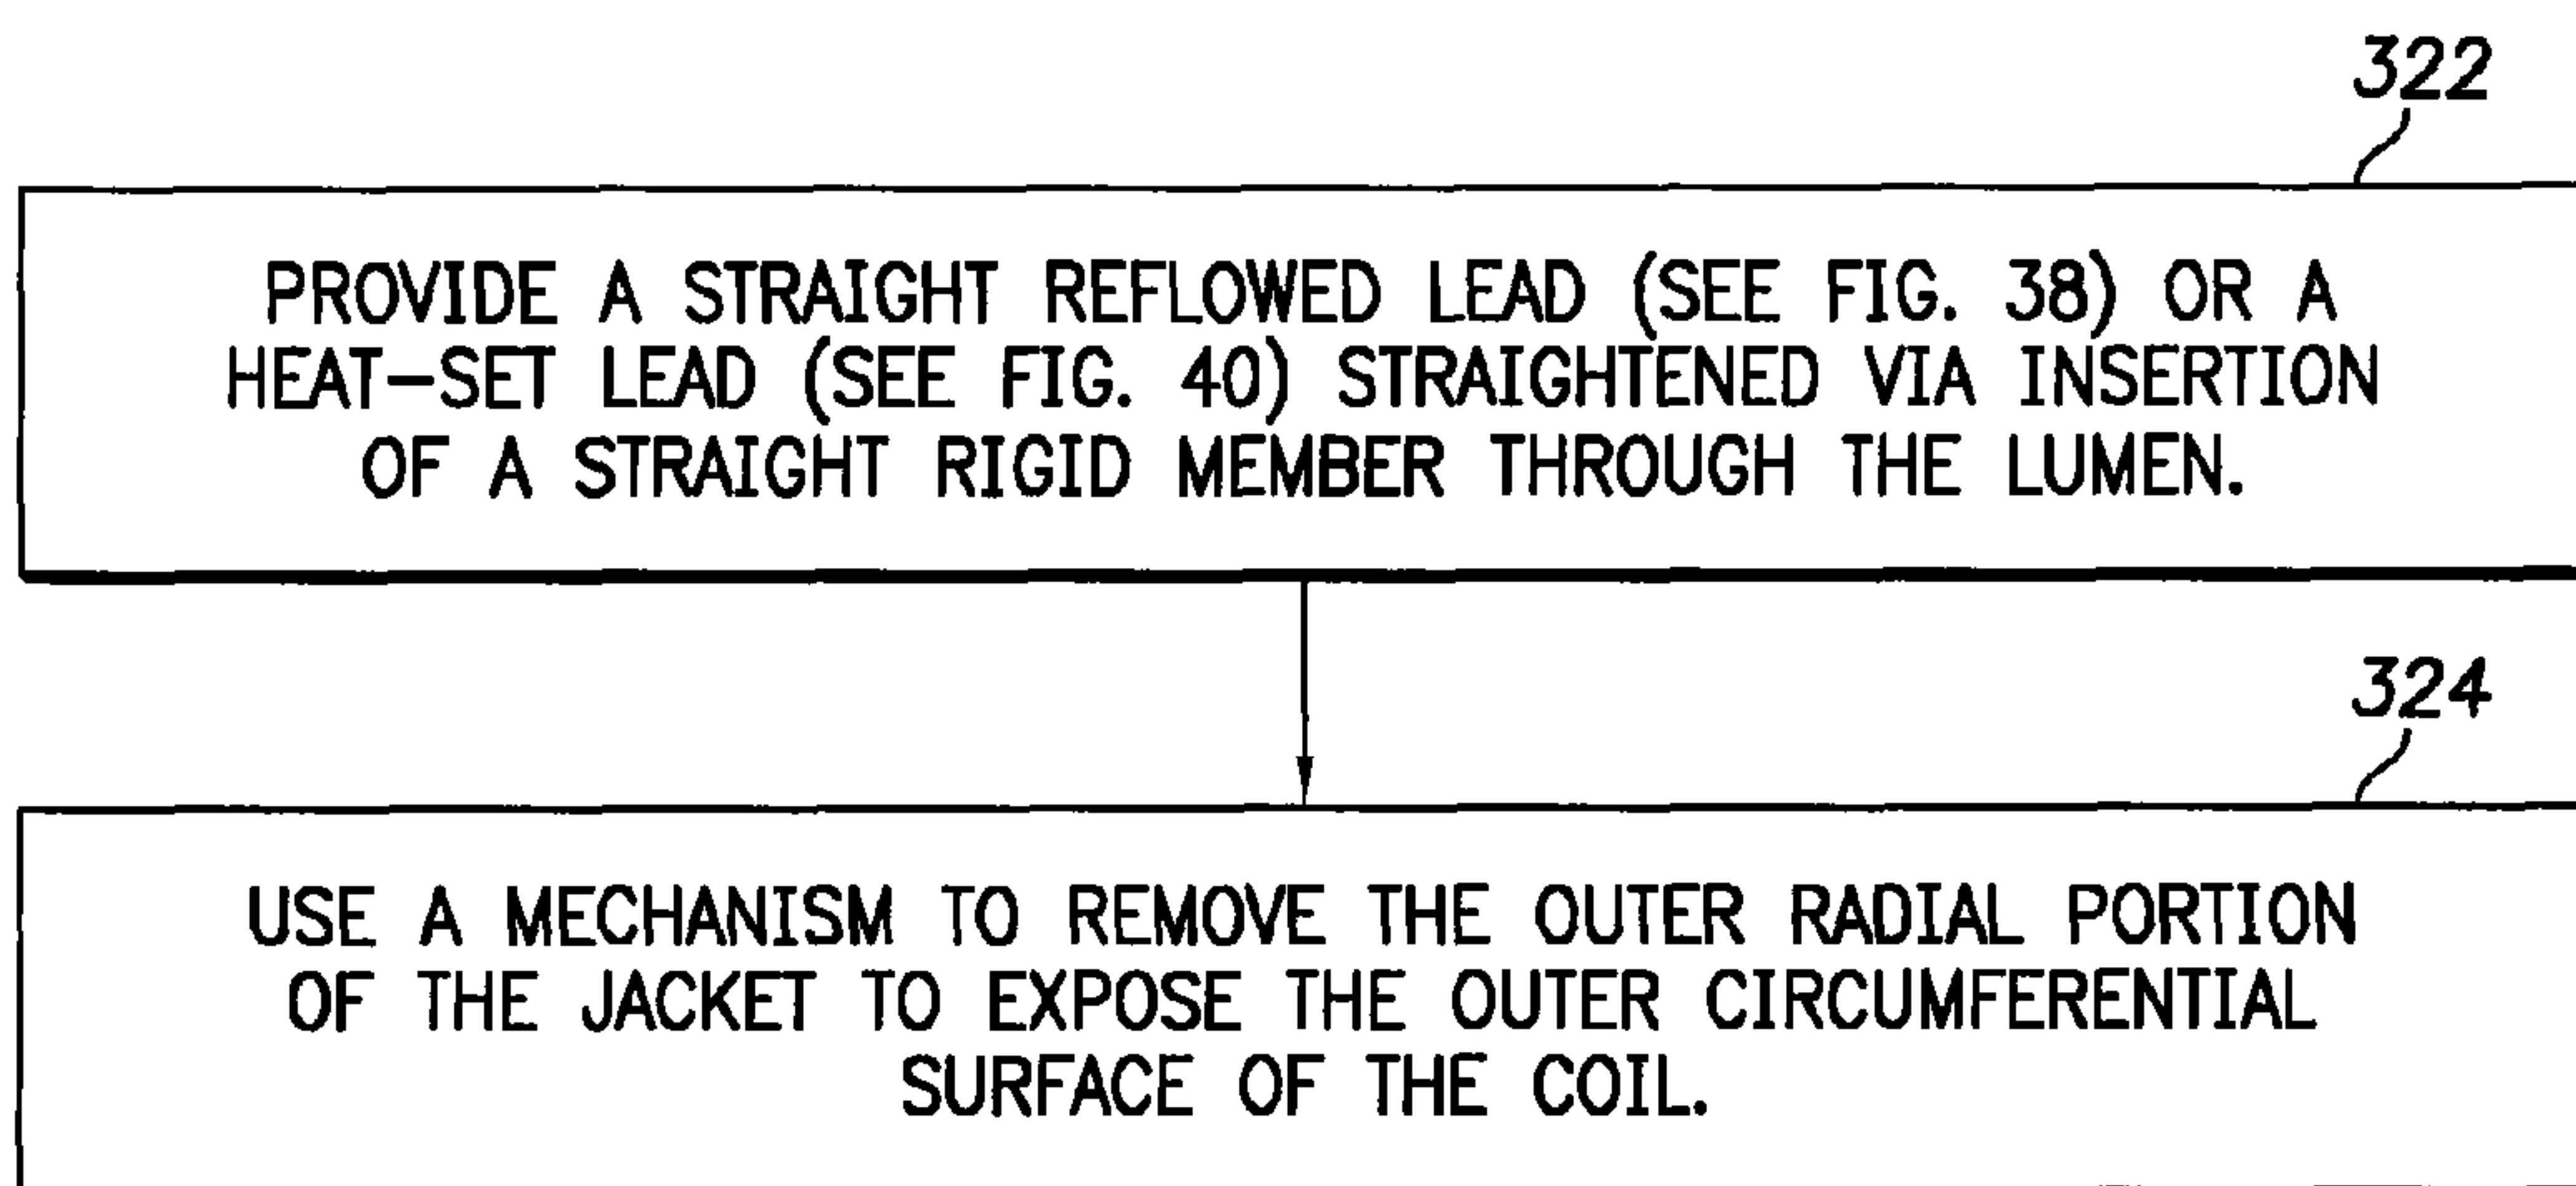 322
PROVIDE A STRAIGHT REFLOWED LEAD (SEE FIG. 38) OR A
HEAT-SET LEAD (SEE FIG. 40) STRAIGHTENED VIA INSERTION
OF A STRAIGHT RIGID MEMBER THROUGH THE LUMEN.
324
USE A MECHANISM TO REMOVE THE OUTER RADIAL PORTION
OF THE JACKET TO EXPOSE THE OUTER CIRCUMFERENTIAL
SURFACE OF THE COIL.